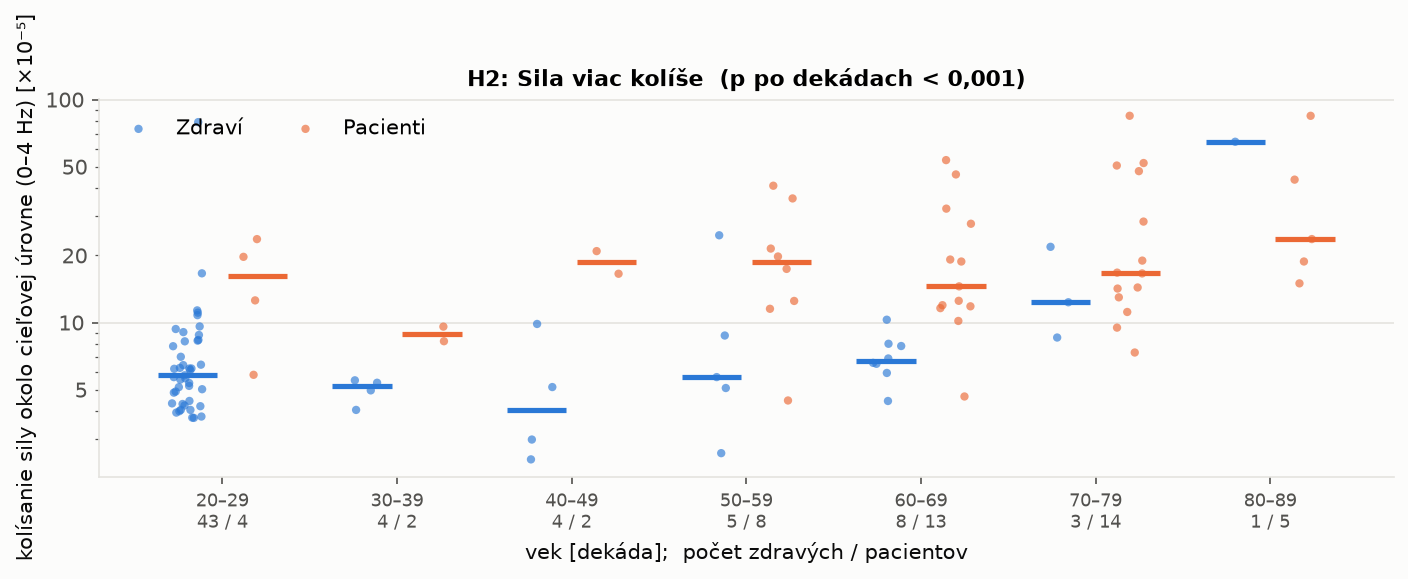 H2: Sila viac kolíše  (p po dekádach < 0,001)
kolísanie sily okolo cieľovej úrovne (0–4 Hz) [×10⁻⁵]
100
50
20
10
5
Zdraví
Pacienti
20–29
43 / 4
30–39
4 / 2
40–49
4 / 2
50–59
5 / 8
60–69
8 / 13
70–79
3 / 14
80–89
1 / 5
vek [dekáda];  počet zdravých / pacientov